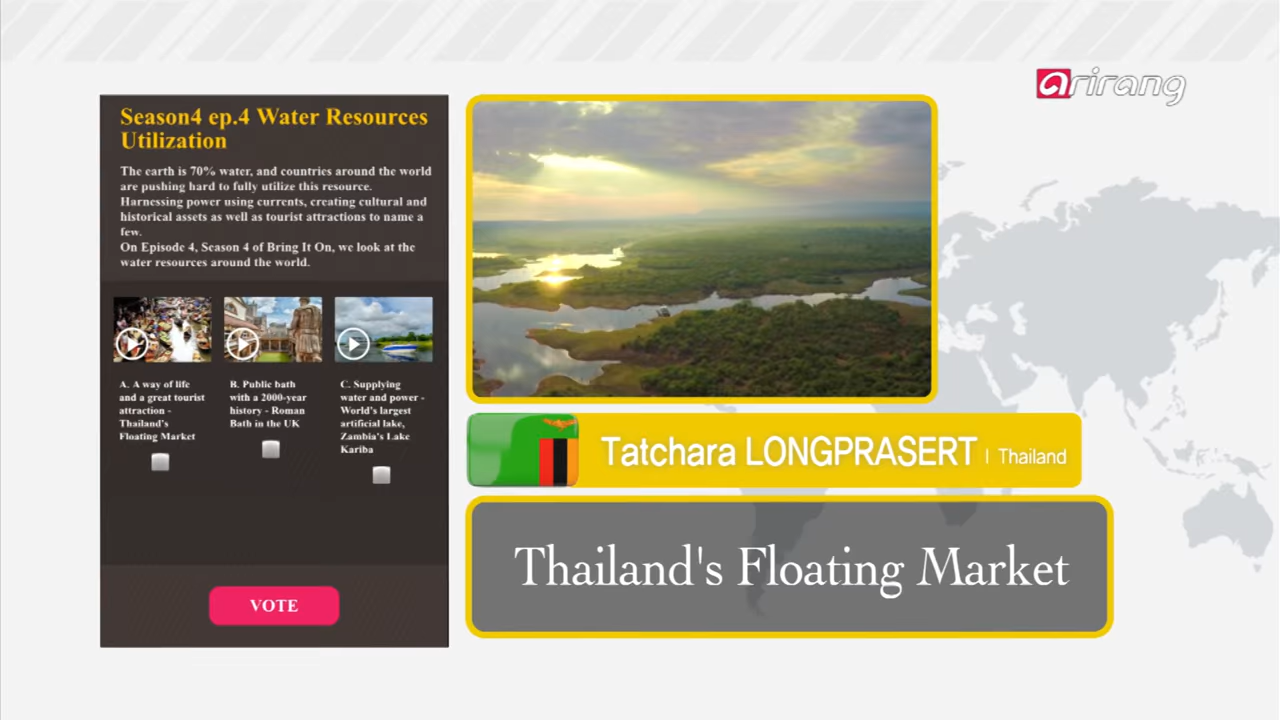 arirang
Season4 ep.4 Water Resources
Utilization
The earth is 70% water, and countries around the world
are pushing hard to fully utilize this resource.
Harnessing power using currents, creating cultural and
historical assets as well as tourist attractions to name a
few.
On Episode 4, Season 4 of Bring It On, we look at the
water resources around the world.
A. A way of life
and a great tourist
attraction -
Thailand's
Floating Market
B. Public bath
with a 2000-year
history - Roman
Bath in the UK
C. Supplying
water and power -
World's largest
artificial lake,
Zambia's Lake
Kariba
VOTE
Tatchara LONGPRASERT | Thailand
Thailand's Floating Market